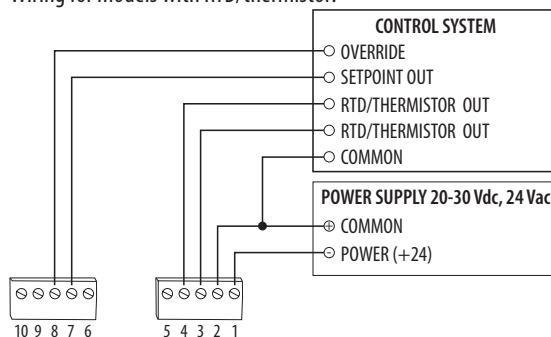 Wiring for models with RTD/thermistor:
CONTROL SYSTEM
OVERRIDE
SETPOINT OUT
RTD/THERMISTOR OUT
RTD/THERMISTOR OUT
COMMON
POWER SUPPLY 20-30 Vdc, 24 Vac
COMMON
POWER (+24)
10 9 8 7 6
5 4 3 2 1